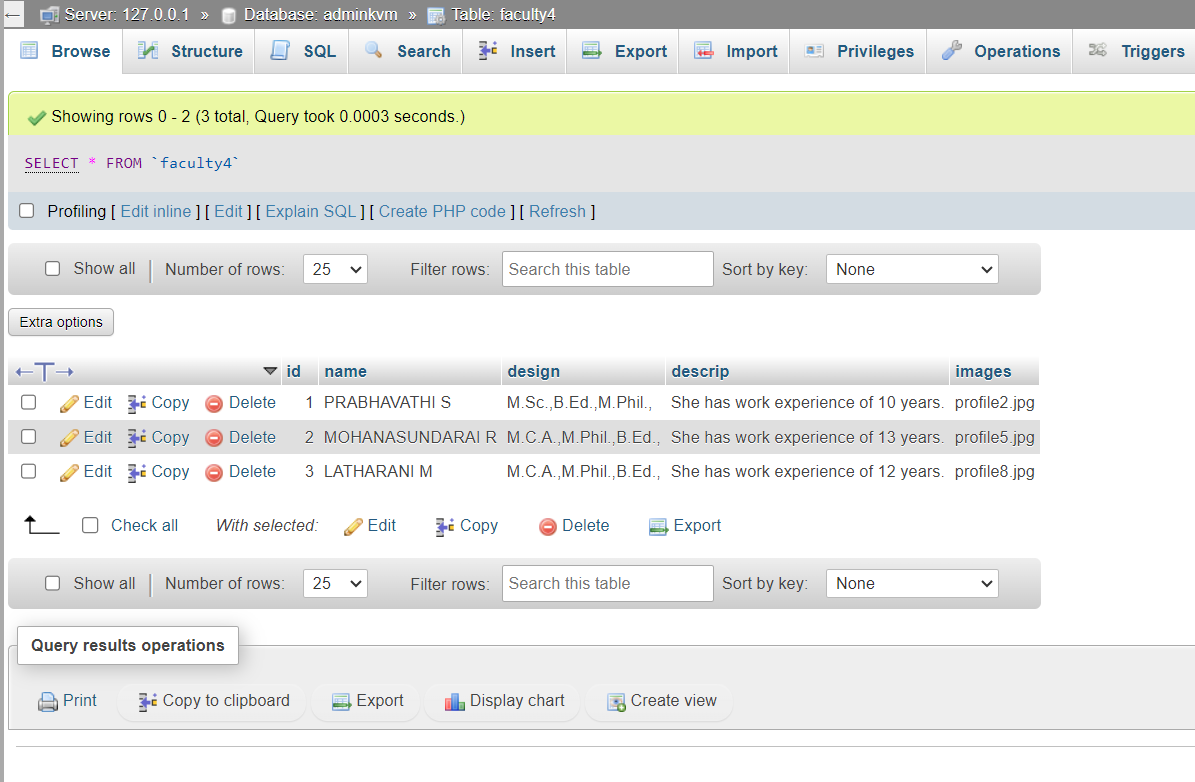 Server: 127.0.0.1 » Database: adminkvm » Table: faculty4
Browse Structure SQL Search Insert Export Import Privileges Operations Triggers
Showing rows 0 - 2 (3 total, Query took 0.0003 seconds.)
SELECT * FROM `faculty4`
Profiling [ Edit inline ] [ Edit ] [ Explain SQL ] [ Create PHP code ] [ Refresh ]
Show all Number of rows: 25 Filter rows: Search this table Sort by key: None
Extra options
←T→ id name design descrip images
Edit Copy Delete 1 PRABHAVATHI S M.Sc.,B.Ed.,M.Phil., She has work experience of 10 years. profile2.jpg
Edit Copy Delete 2 MOHANASUNDARAI R M.C.A.,M.Phil.,B.Ed., She has work experience of 13 years. profile5.jpg
Edit Copy Delete 3 LATHARANI M M.C.A.,M.Phil.,B.Ed., She has work experience of 12 years. profile8.jpg
Check all With selected: Edit Copy Delete Export
Show all Number of rows: 25 Filter rows: Search this table Sort by key: None
Query results operations
Print Copy to clipboard Export Display chart Create view